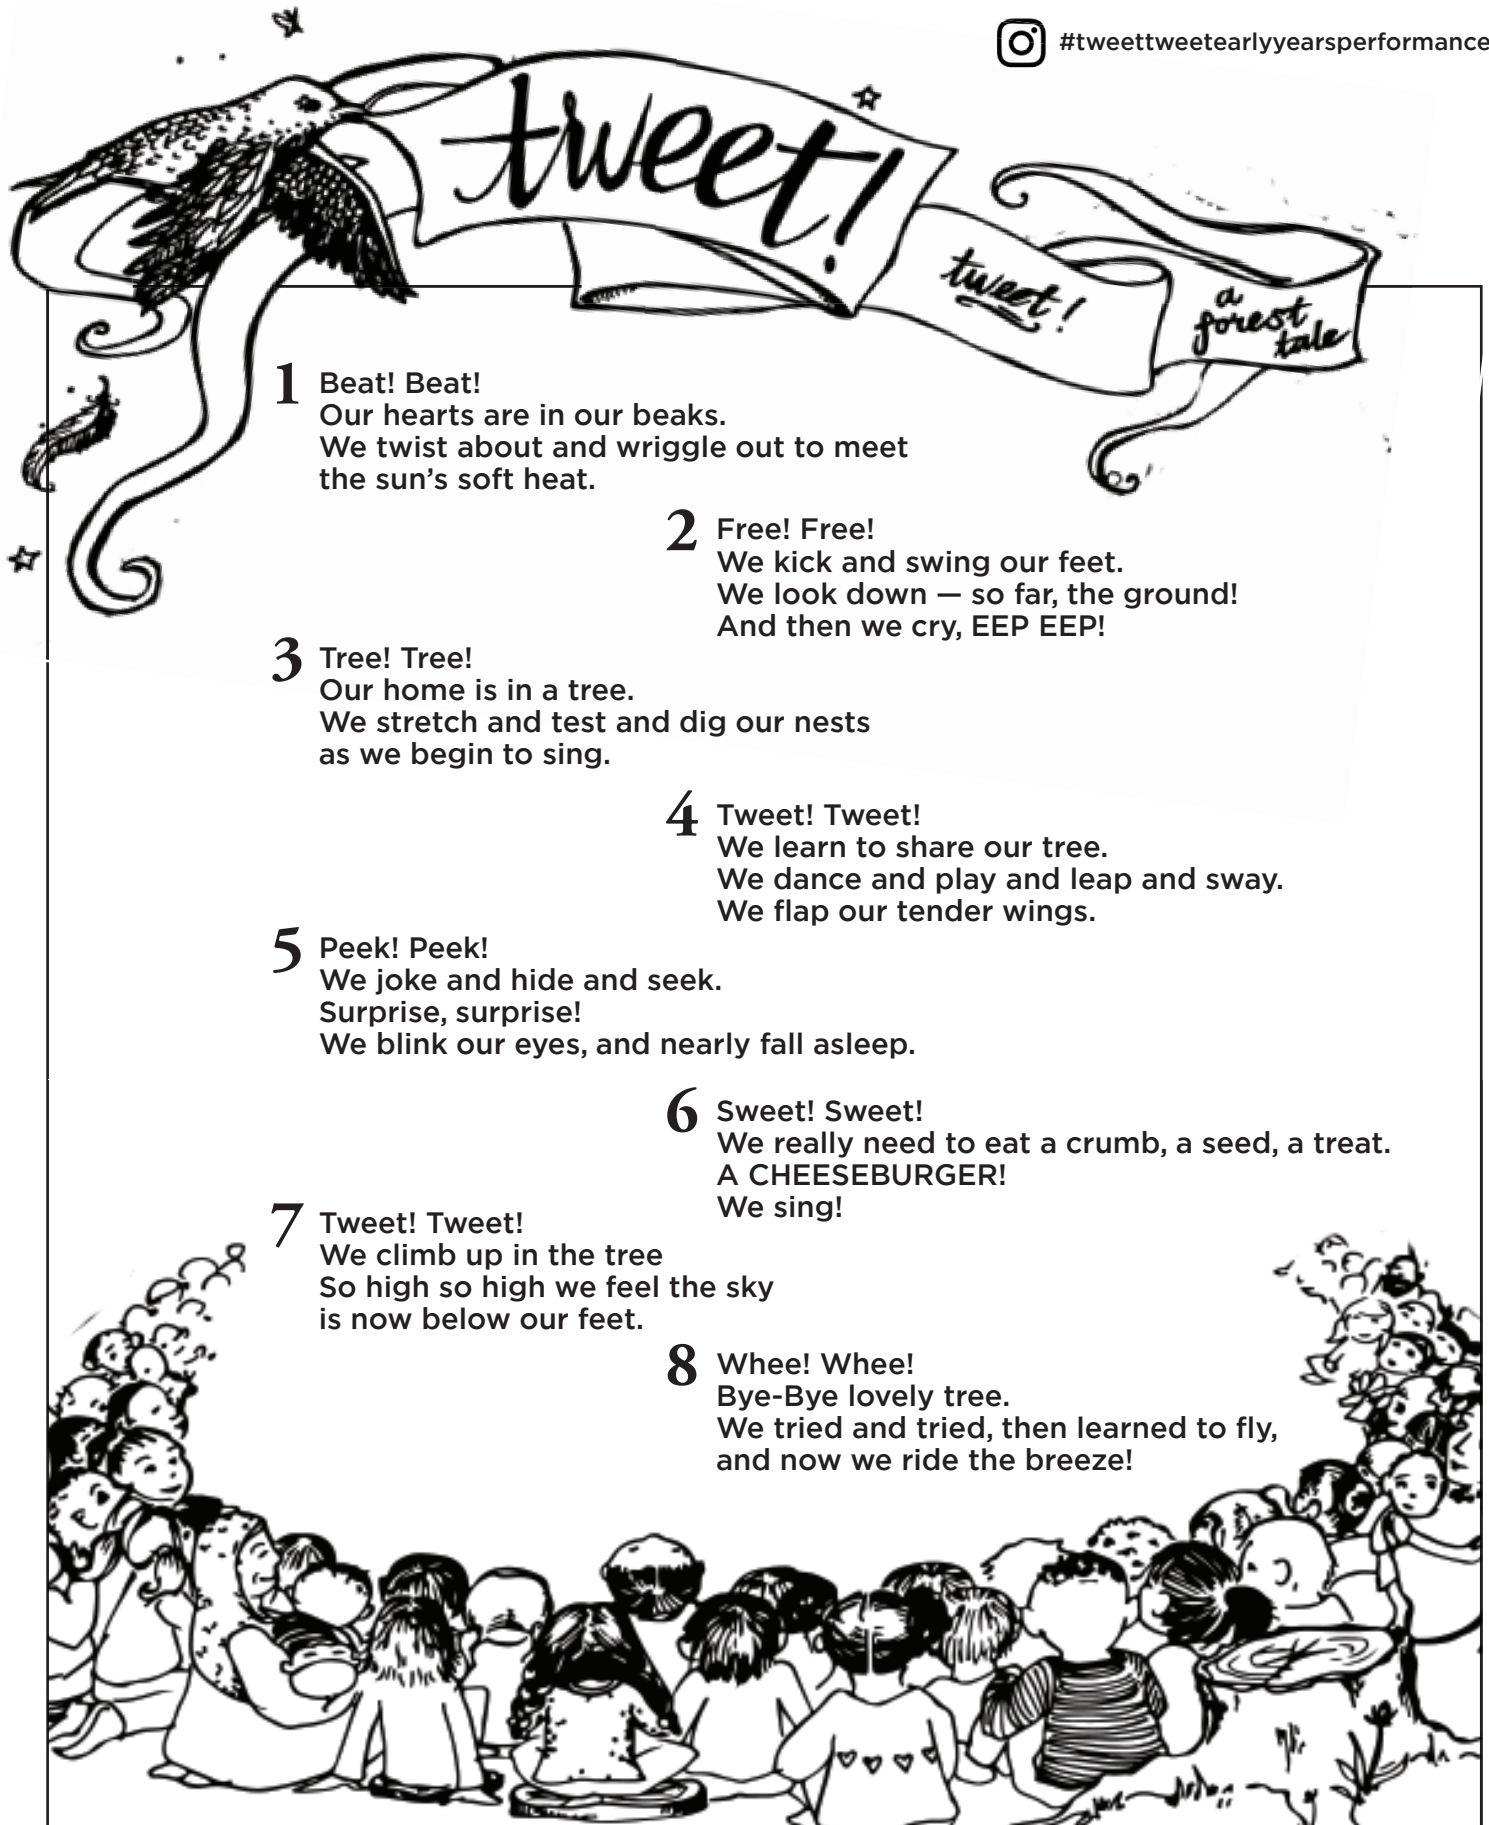 #tweettweetearlyyearsperformance
tweet!
tweet!
a
forest
tale
1 Beat! Beat!
Our hearts are in our beaks.
We twist about and wriggle out to meet
the sun’s soft heat.
2 Free! Free!
We kick and swing our feet.
We look down — so far, the ground!
And then we cry, EEP EEP!
3 Tree! Tree!
Our home is in a tree.
We stretch and test and dig our nests
as we begin to sing.
4 Tweet! Tweet!
We learn to share our tree.
We dance and play and leap and sway.
We flap our tender wings.
5 Peek! Peek!
We joke and hide and seek.
Surprise, surprise!
We blink our eyes, and nearly fall asleep.
6 Sweet! Sweet!
We really need to eat a crumb, a seed, a treat.
A CHEESEBURGER!
We sing!
7 Tweet! Tweet!
We climb up in the tree
So high so high we feel the sky
is now below our feet.
8 Whee! Whee!
Bye-Bye lovely tree.
We tried and tried, then learned to fly,
and now we ride the breeze!